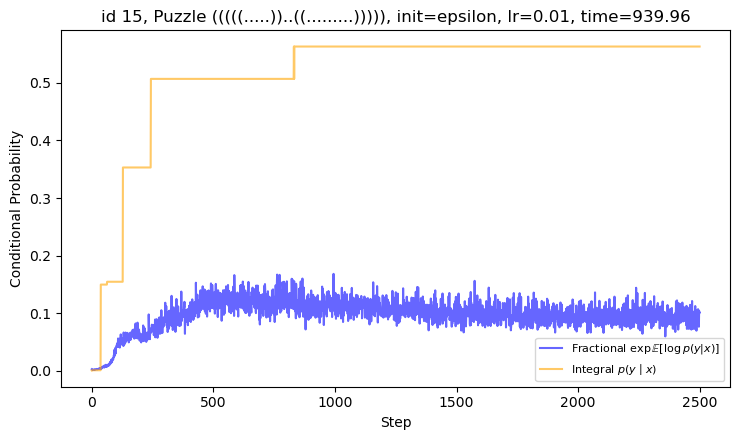 id 15, Puzzle (((((.....))..((.........))))), init=epsilon, lr=0.01, time=939.96
Conditional Probability
0.5
0.4
0.3
0.2
0.1
0.0
Fractional exp 𝔼[log p(y|x)]
Integral p(y | x)
0 500 1000 1500 2000 2500
Step